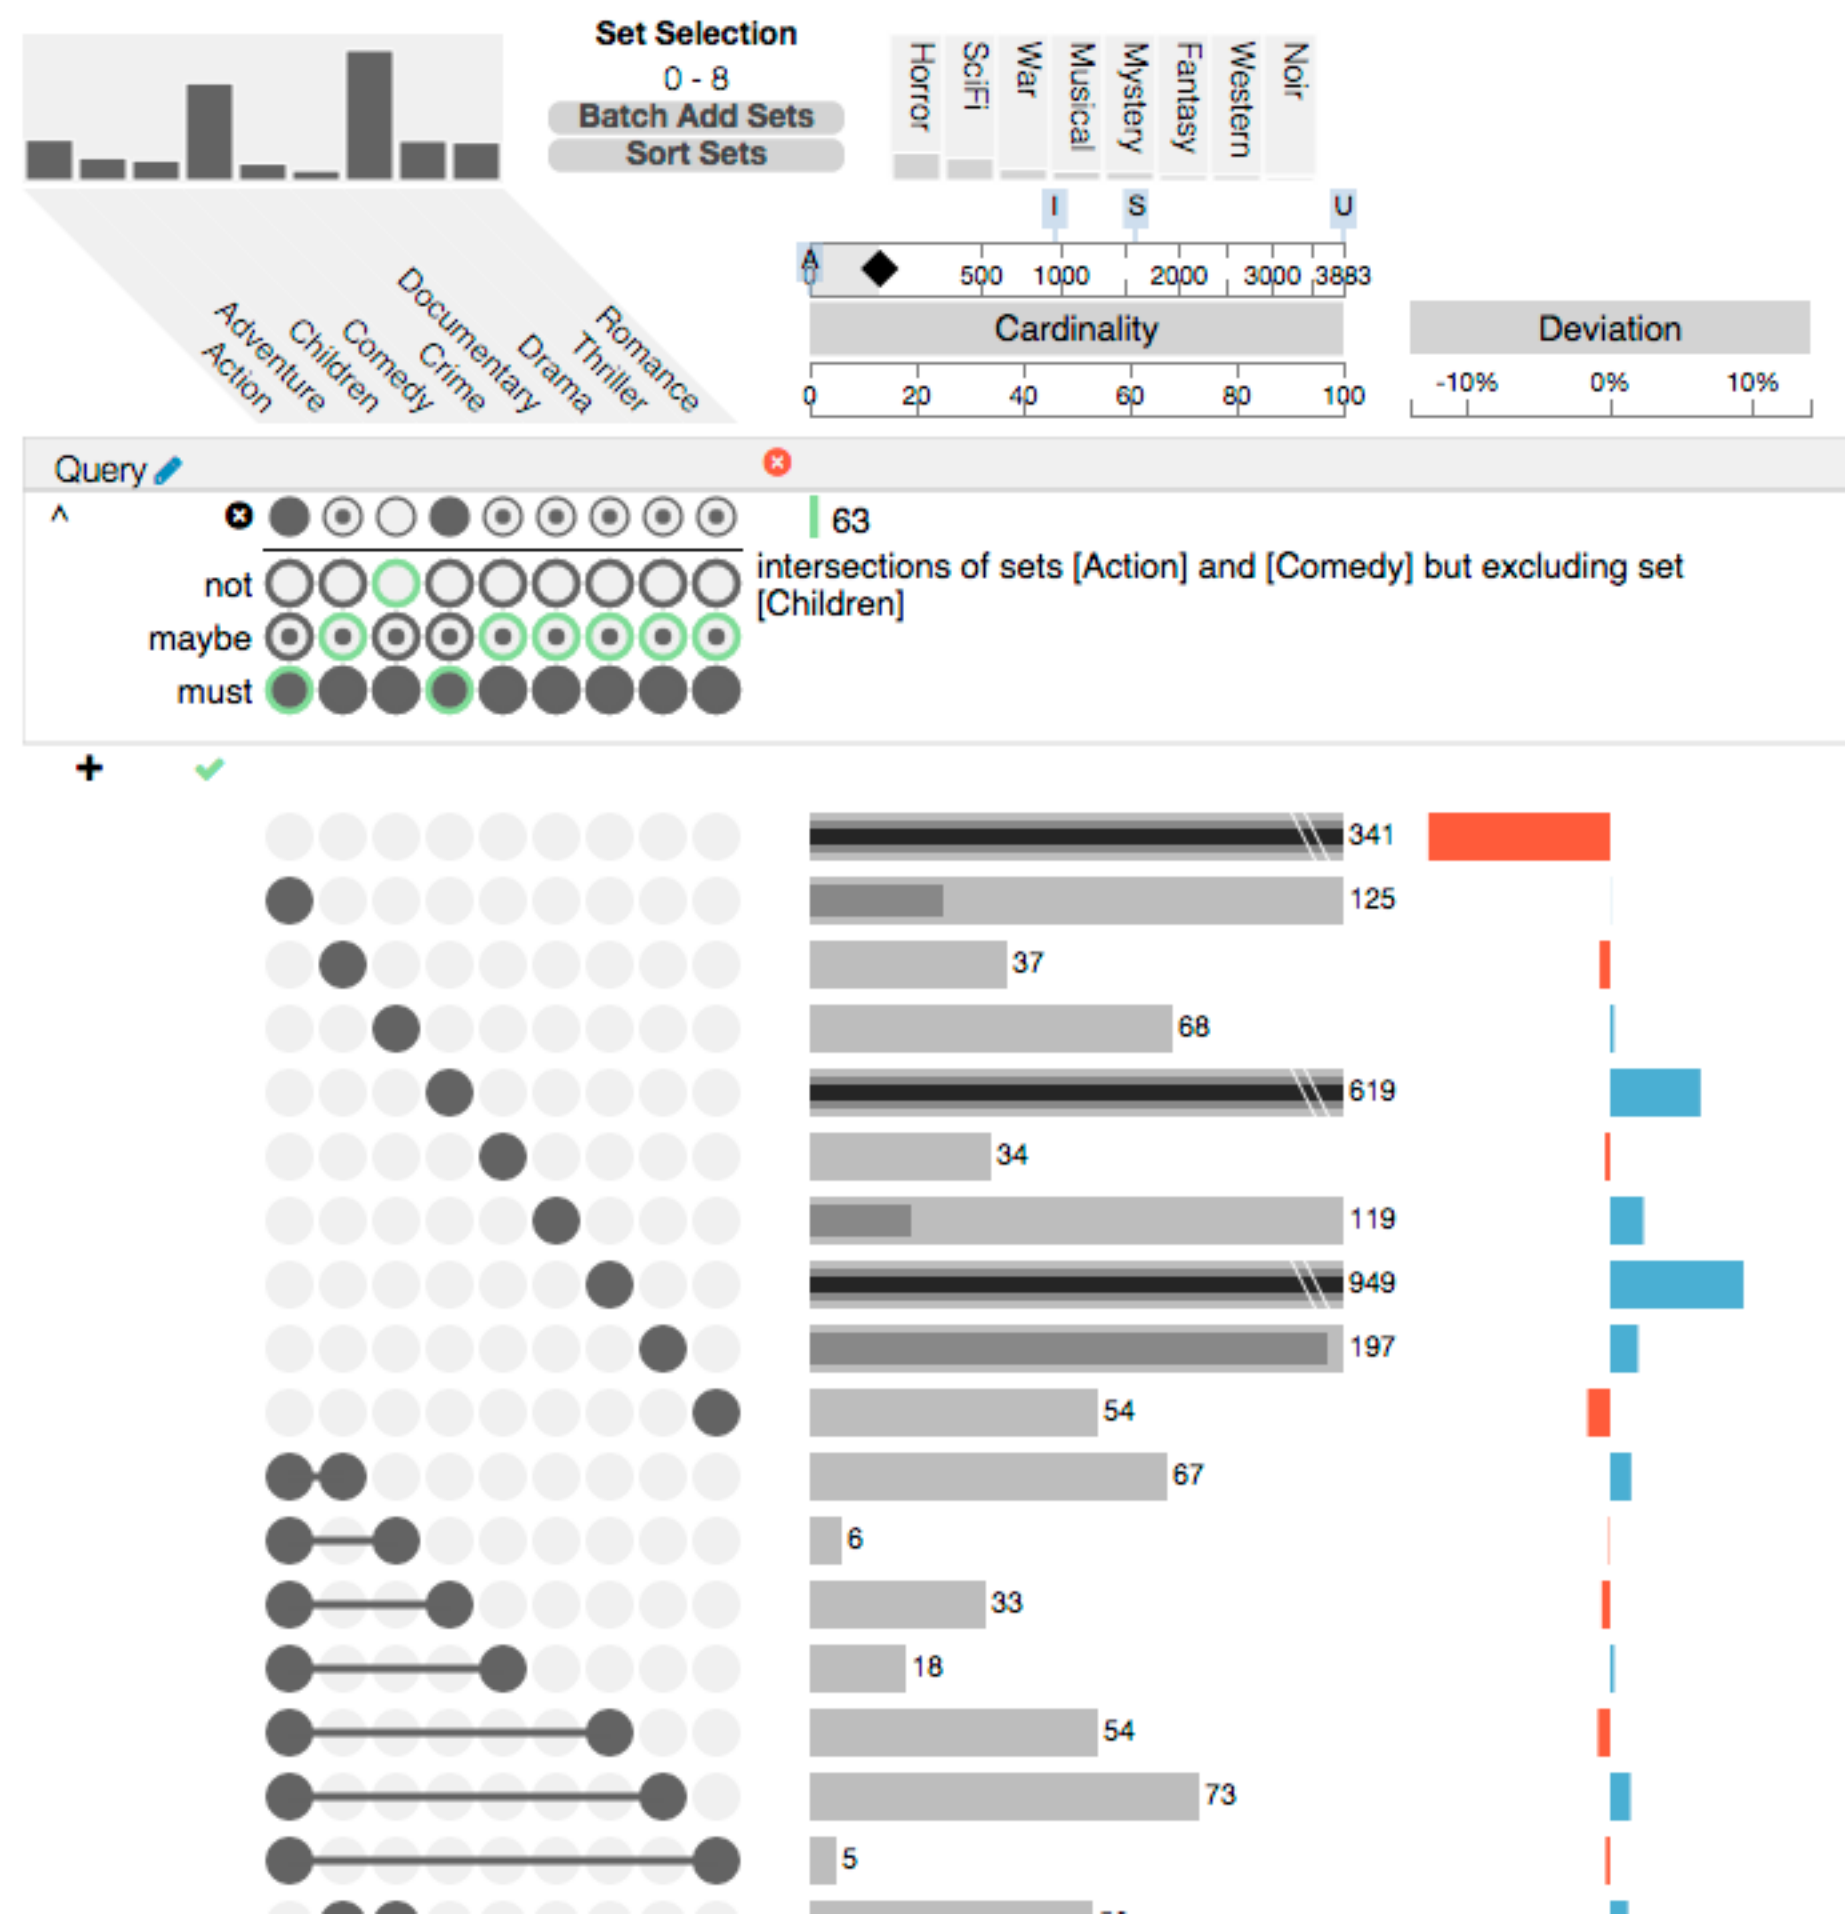 Set Selection
0 - 8
Batch Add Sets
Sort Sets
Horror
SciFi
War
Musical
Mystery
Fantasy
Western
Noir
I S U
A
0 500 1000 2000 3000 3883
Cardinality
0 20 40 60 80 100
Deviation
-10% 0% 10%
Action
Adventure
Children
Comedy
Crime
Documentary
Drama
Thriller
Romance
Query
63
intersections of sets [Action] and [Comedy] but excluding set
[Children]
not
maybe
must
341
125
37
68
619
34
119
949
197
54
67
6
33
18
54
73
5